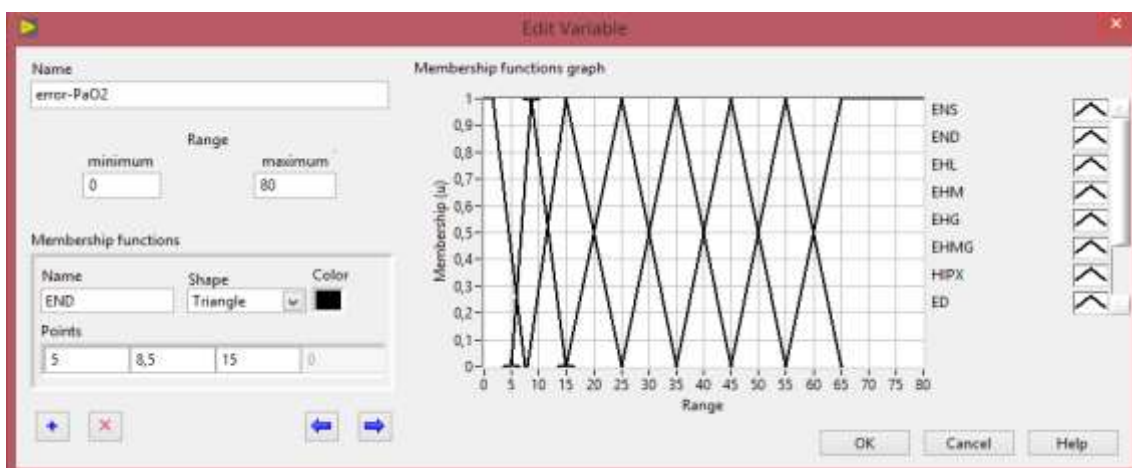 Edit Variable
Name
error-PaO2
Range
minimum maximum
0 80
Membership functions
Name Shape Color
END Triangle
Points
5 8,5 15 0
Membership functions graph
Membership (u)
1
0,9
0,8
0,7
0,6
0,5
0,4
0,3
0,2
0,1
0
0 5 10 15 20 25 30 35 40 45 50 55 60 65 70 75 80
Range
ENS
END
EHL
EHM
EHG
EHMG
HIPX
ED
OK Cancel Help